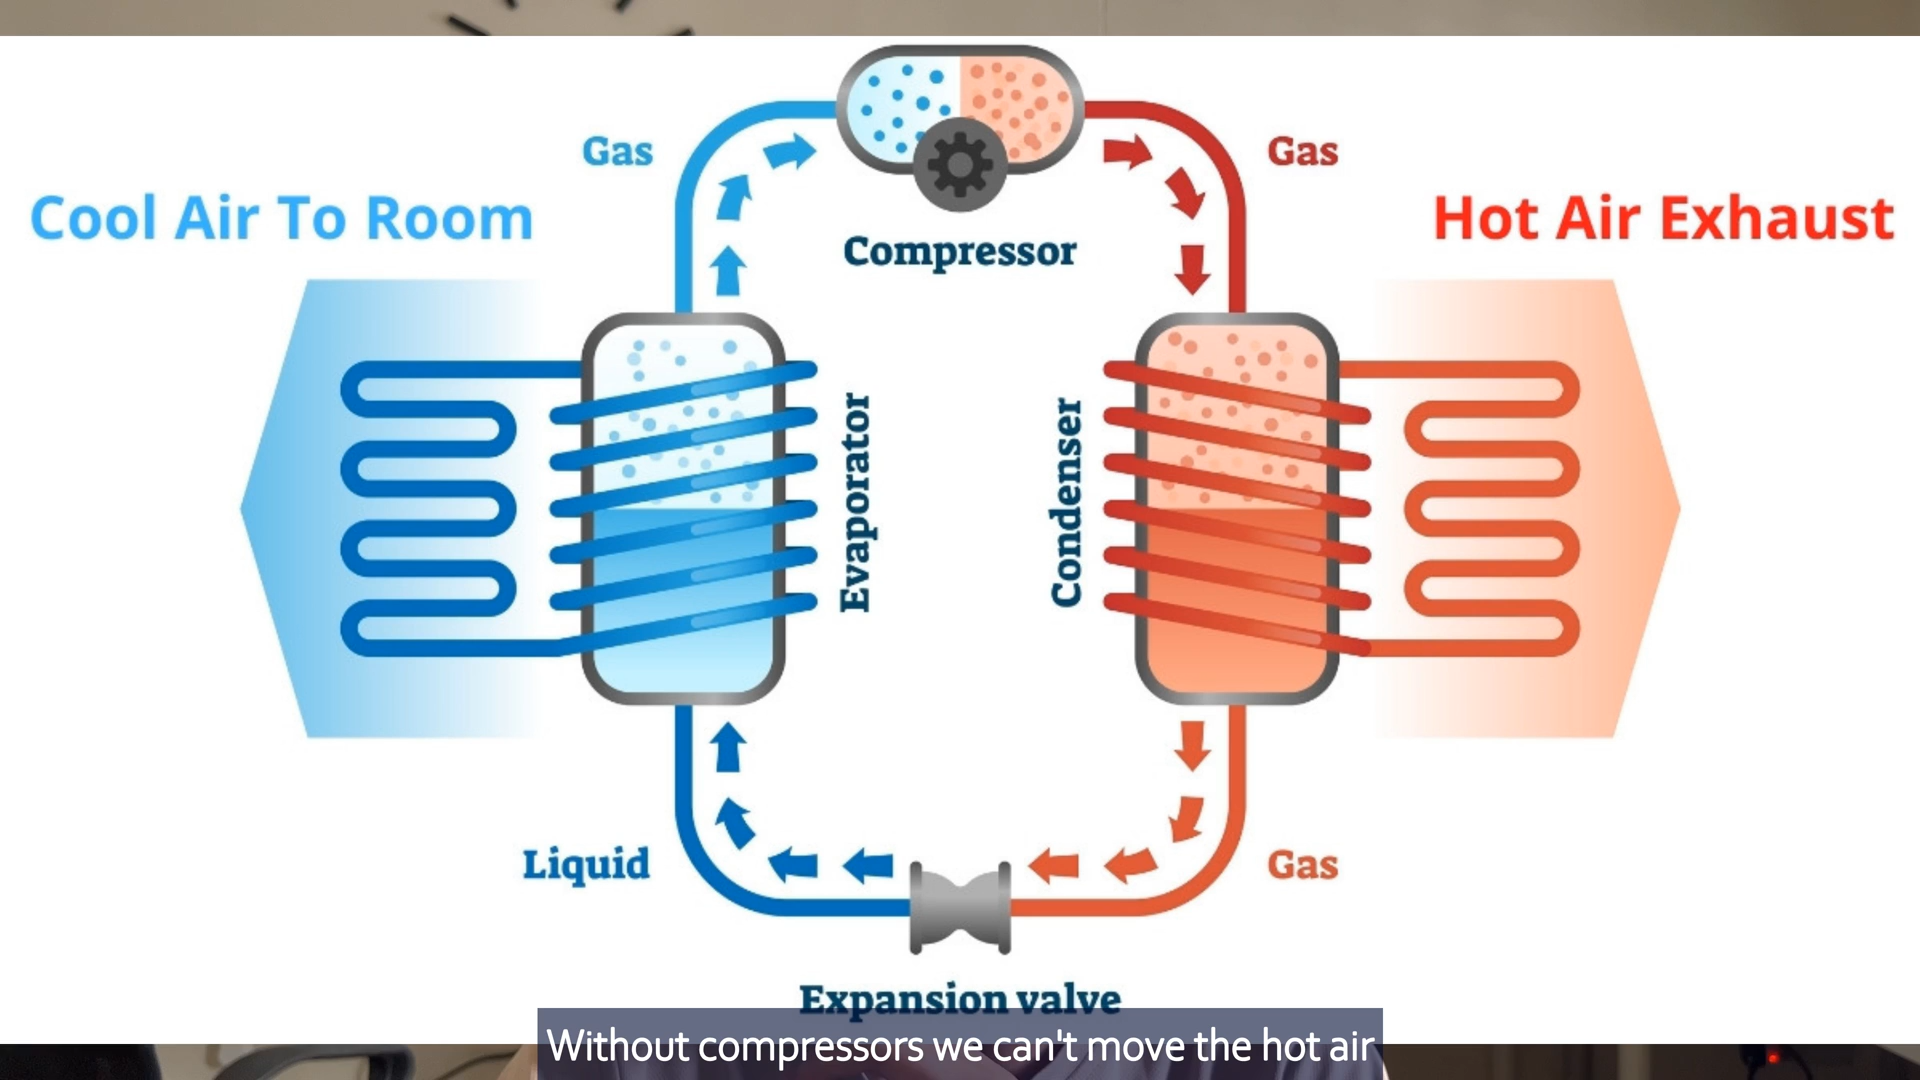 Gas
Gas
Cool Air To Room
Hot Air Exhaust
Compressor
Evaporator
Condenser
Liquid
Gas
Expansion valve
Without compressors we can't move the hot air